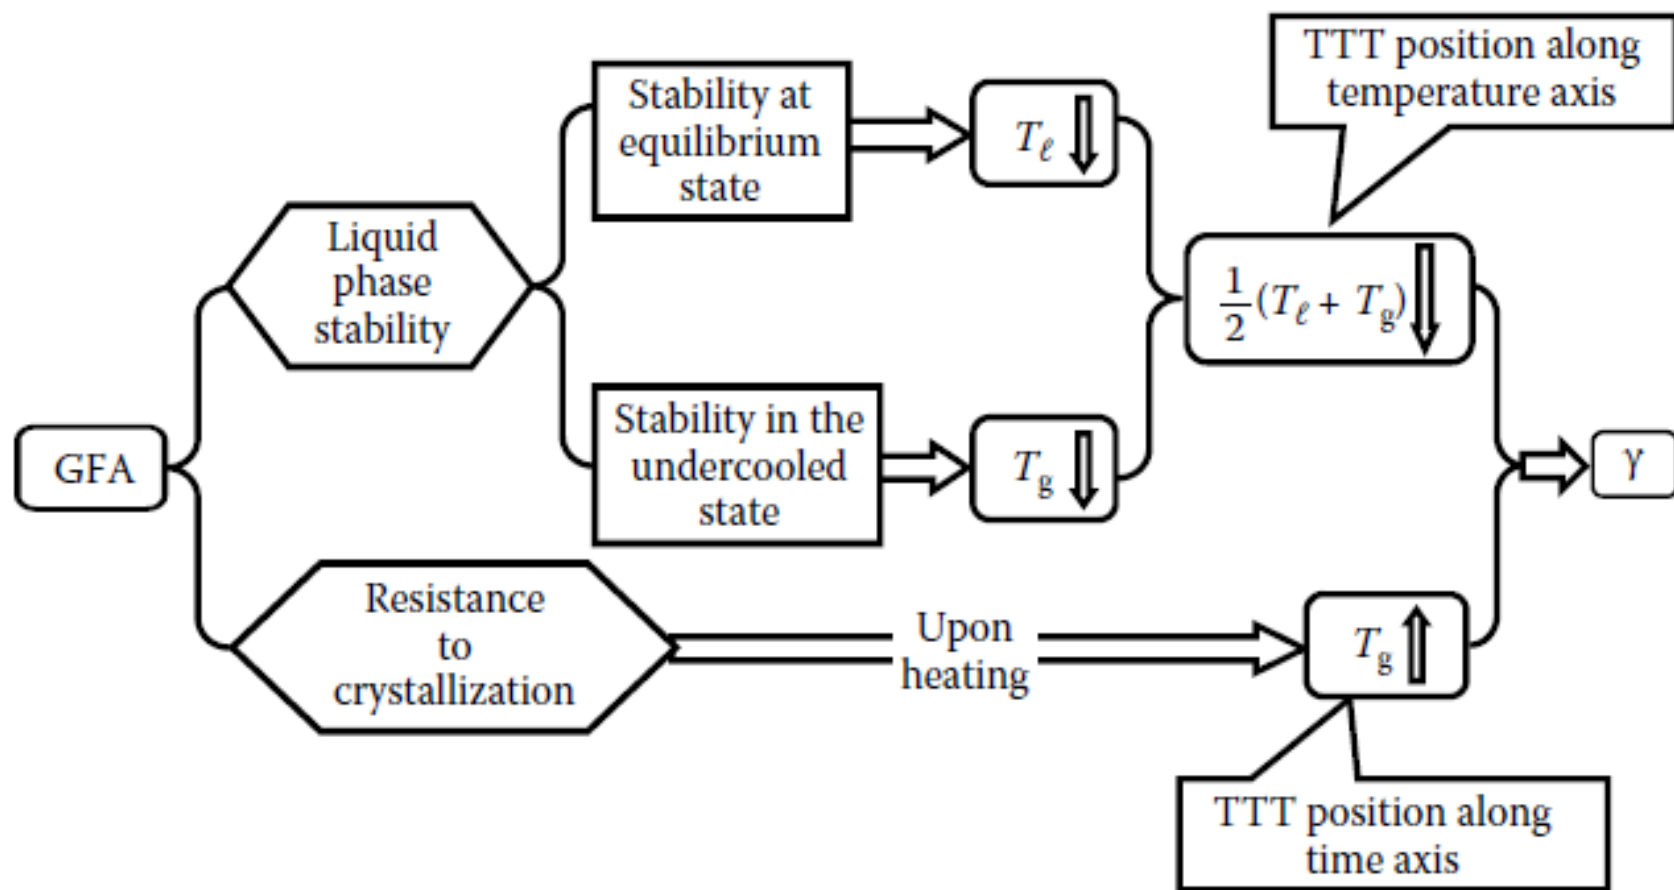 TTT position along
temperature axis
Stability at
equilibrium
state
Tℓ
Liquid
phase
stability
1/2(Tℓ + Tg)
GFA
Stability in the
undercooled
state
Tg
γ
Resistance
to
crystallization
Upon
heating
Tg
TTT position along
time axis